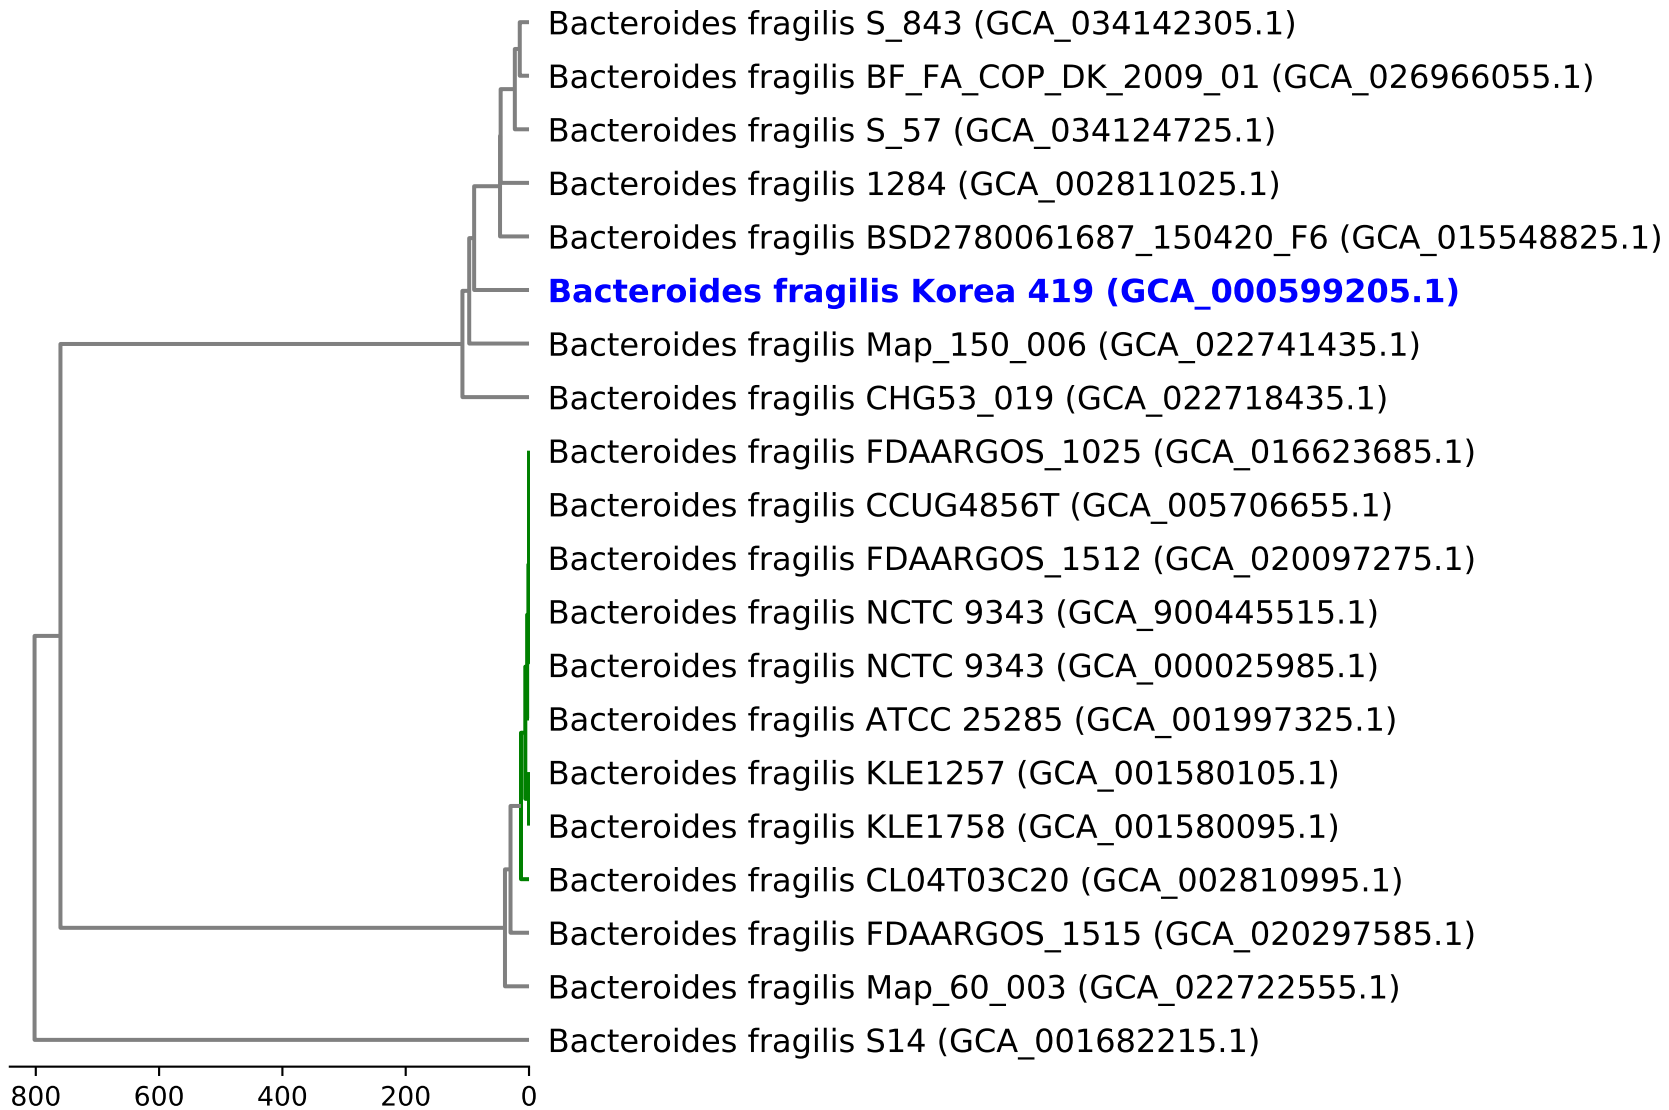 Bacteroides fragilis S_843 (GCA_034142305.1)
Bacteroides fragilis BF_FA_COP_DK_2009_01 (GCA_026966055.1)
Bacteroides fragilis S_57 (GCA_034124725.1)
Bacteroides fragilis 1284 (GCA_002811025.1)
Bacteroides fragilis BSD2780061687_150420_F6 (GCA_015548825.1)
Bacteroides fragilis Korea 419 (GCA_000599205.1)
Bacteroides fragilis Map_150_006 (GCA_022741435.1)
Bacteroides fragilis CHG53_019 (GCA_022718435.1)
Bacteroides fragilis FDAARGOS_1025 (GCA_016623685.1)
Bacteroides fragilis CCUG4856T (GCA_005706655.1)
Bacteroides fragilis FDAARGOS_1512 (GCA_020097275.1)
Bacteroides fragilis NCTC 9343 (GCA_900445515.1)
Bacteroides fragilis NCTC 9343 (GCA_000025985.1)
Bacteroides fragilis ATCC 25285 (GCA_001997325.1)
Bacteroides fragilis KLE1257 (GCA_001580105.1)
Bacteroides fragilis KLE1758 (GCA_001580095.1)
Bacteroides fragilis CL04T03C20 (GCA_002810995.1)
Bacteroides fragilis FDAARGOS_1515 (GCA_020297585.1)
Bacteroides fragilis Map_60_003 (GCA_022722555.1)
Bacteroides fragilis S14 (GCA_001682215.1)
800 600 400 200 0